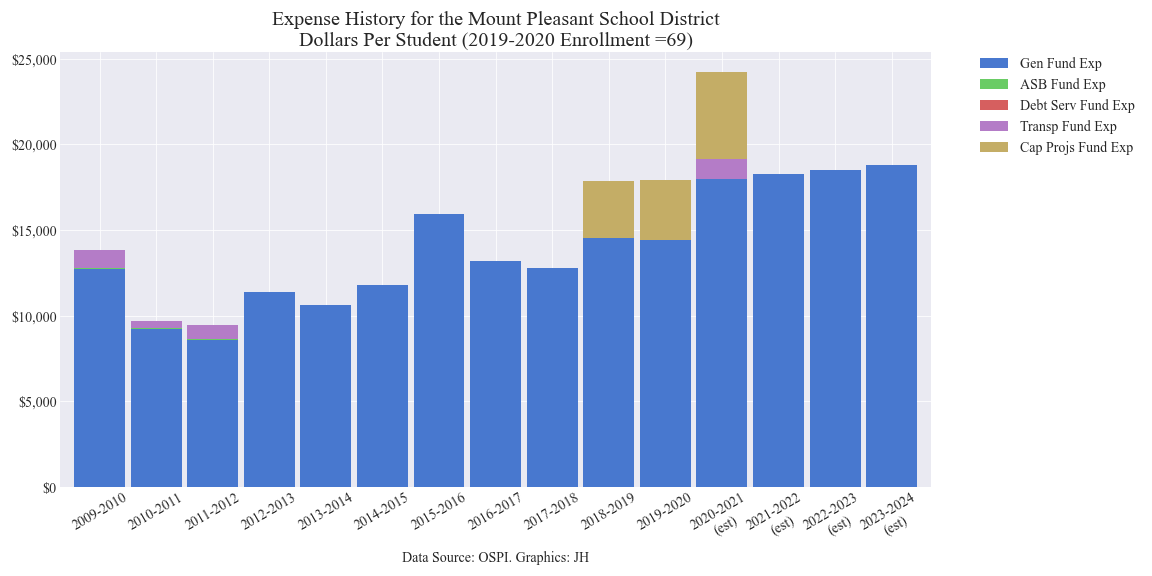 Expense History for the Mount Pleasant School District
Dollars Per Student (2019-2020 Enrollment =69)
$25,000
$20,000
$15,000
$10,000
$5,000
$0
Gen Fund Exp
ASB Fund Exp
Debt Serv Fund Exp
Transp Fund Exp
Cap Projs Fund Exp
2009-2010
2010-2011
2011-2012
2012-2013
2013-2014
2014-2015
2015-2016
2016-2017
2017-2018
2018-2019
2019-2020
2020-2021
(est)
2021-2022
(est)
2022-2023
(est)
2023-2024
(est)
Data Source: OSPI. Graphics: JH